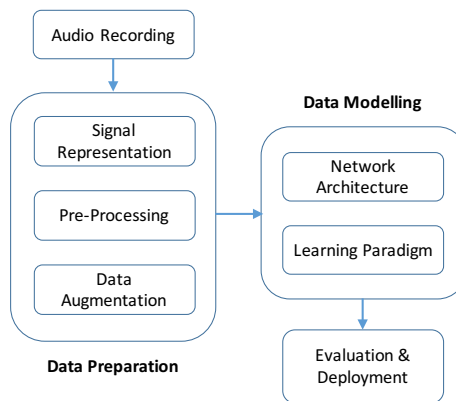 Audio Recording
Signal
Representation
Pre-Processing
Data
Augmentation
Data Preparation
Data Modelling
Network
Architecture
Learning Paradigm
Evaluation &
Deployment